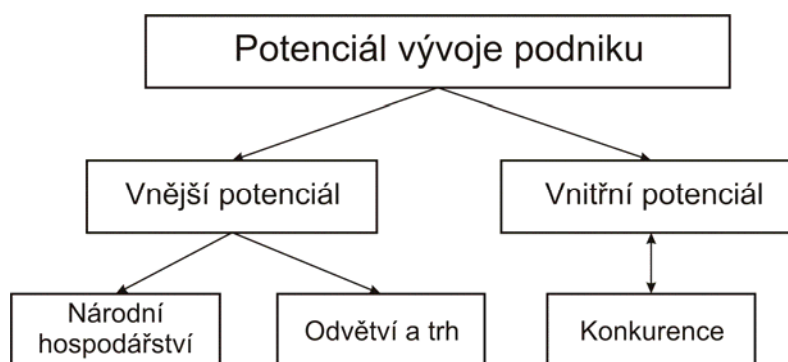 Potenciál vývoje podniku
Vnější potenciál
Vnitřní potenciál
Národní
hospodářství
Odvětví a trh
Konkurence